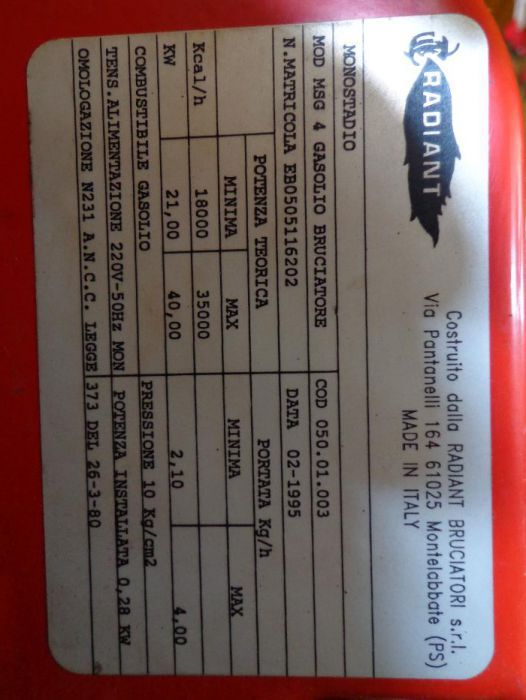 RADIANT
Costruito dalla RADIANT BRUCIATORI s.r.l.
Via Pantanelli 164 61025 Montelabbate (PS)
MADE IN ITALY
MONOSTADIO
MOD MSG 4 GASOLIO BRUCIATORE COD 050.01.003
N.MATRICOLA EB0505116202 DATA 02-1995
POTENZA TEORICA PORTATA Kg/h
MINIMA MAX MINIMA MAX
Kcal/h 18000 35000
KW 21,00 40,00 2,10 4,00
COMBUSTIBILE GASOLIO PRESSIONE 10 Kg/cm2
TENS.ALIMENTAZIONE 220V-50Hz MON POTENZA INSTALLATA 0,28 KW
OMOLOGAZIONE N231 A.N.C.C. LEGGE 373 DEL 26-3-80